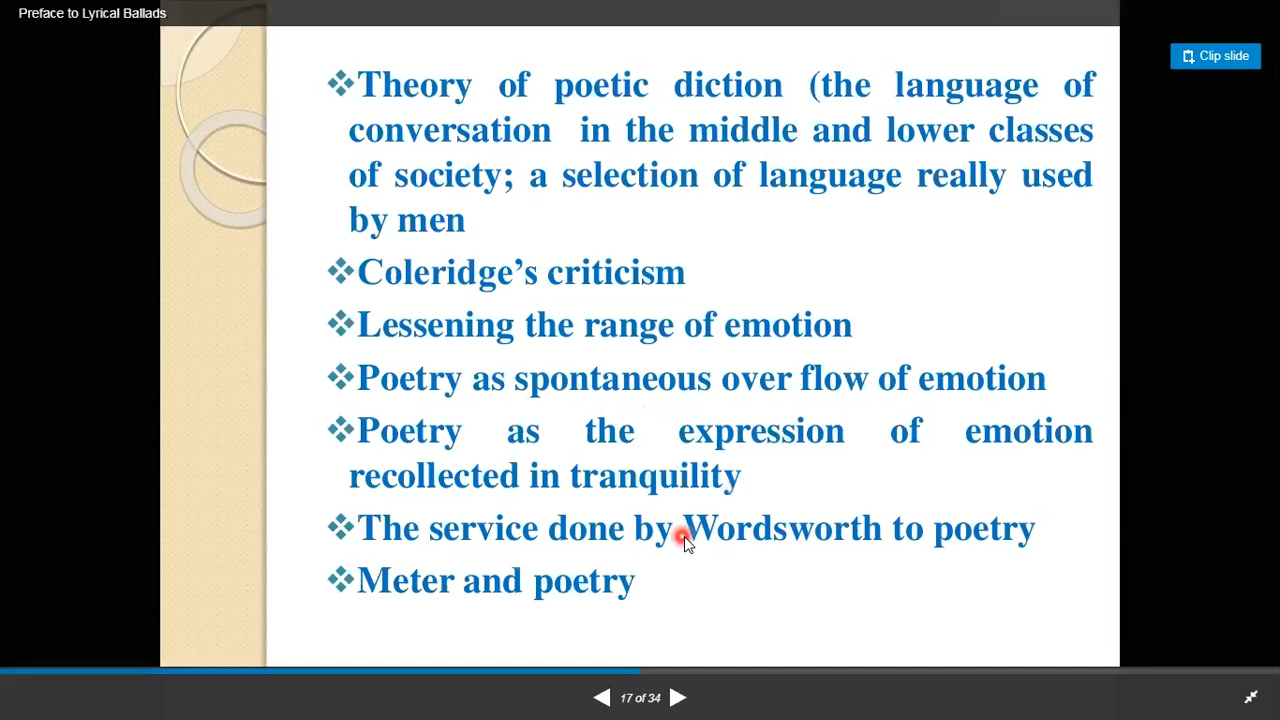 Preface to Lyrical Ballads
Clip slide
Theory of poetic diction (the language of
conversation in the middle and lower classes
of society; a selection of language really used
by men
Coleridge's criticism
Lessening the range of emotion
Poetry as spontaneous over flow of emotion
Poetry as the expression of emotion
recollected in tranquility
The service done by Wordsworth to poetry
Meter and poetry
17 of 34